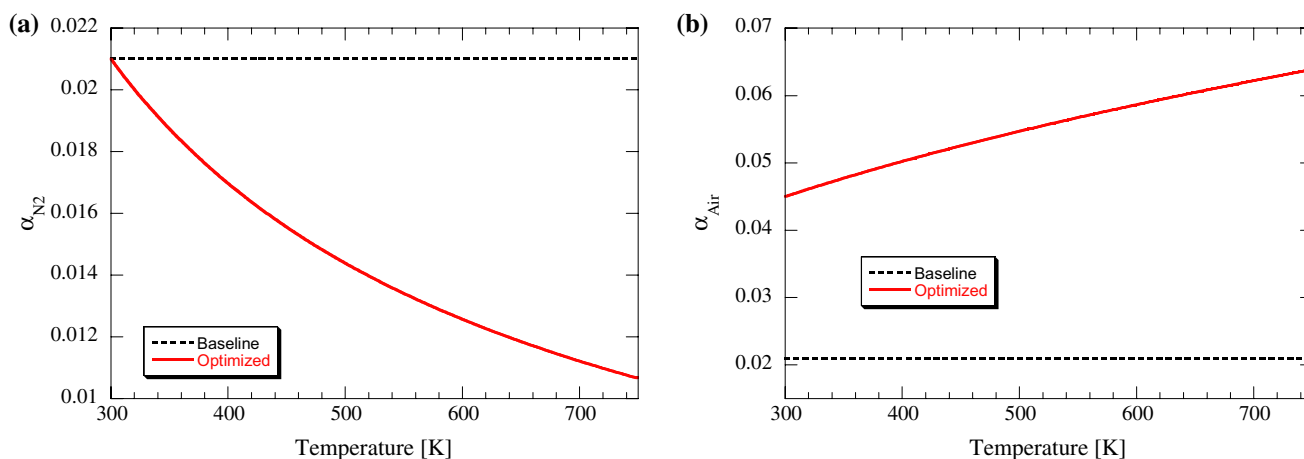 (a)
0.022
0.02
0.018
0.016
0.014
0.012
0.01
α_N2
Baseline
Optimized
300 400 500 600 700
Temperature [K]
(b)
0.07
0.06
0.05
0.04
0.03
0.02
α_Air
Baseline
Optimized
300 400 500 600 700
Temperature [K]